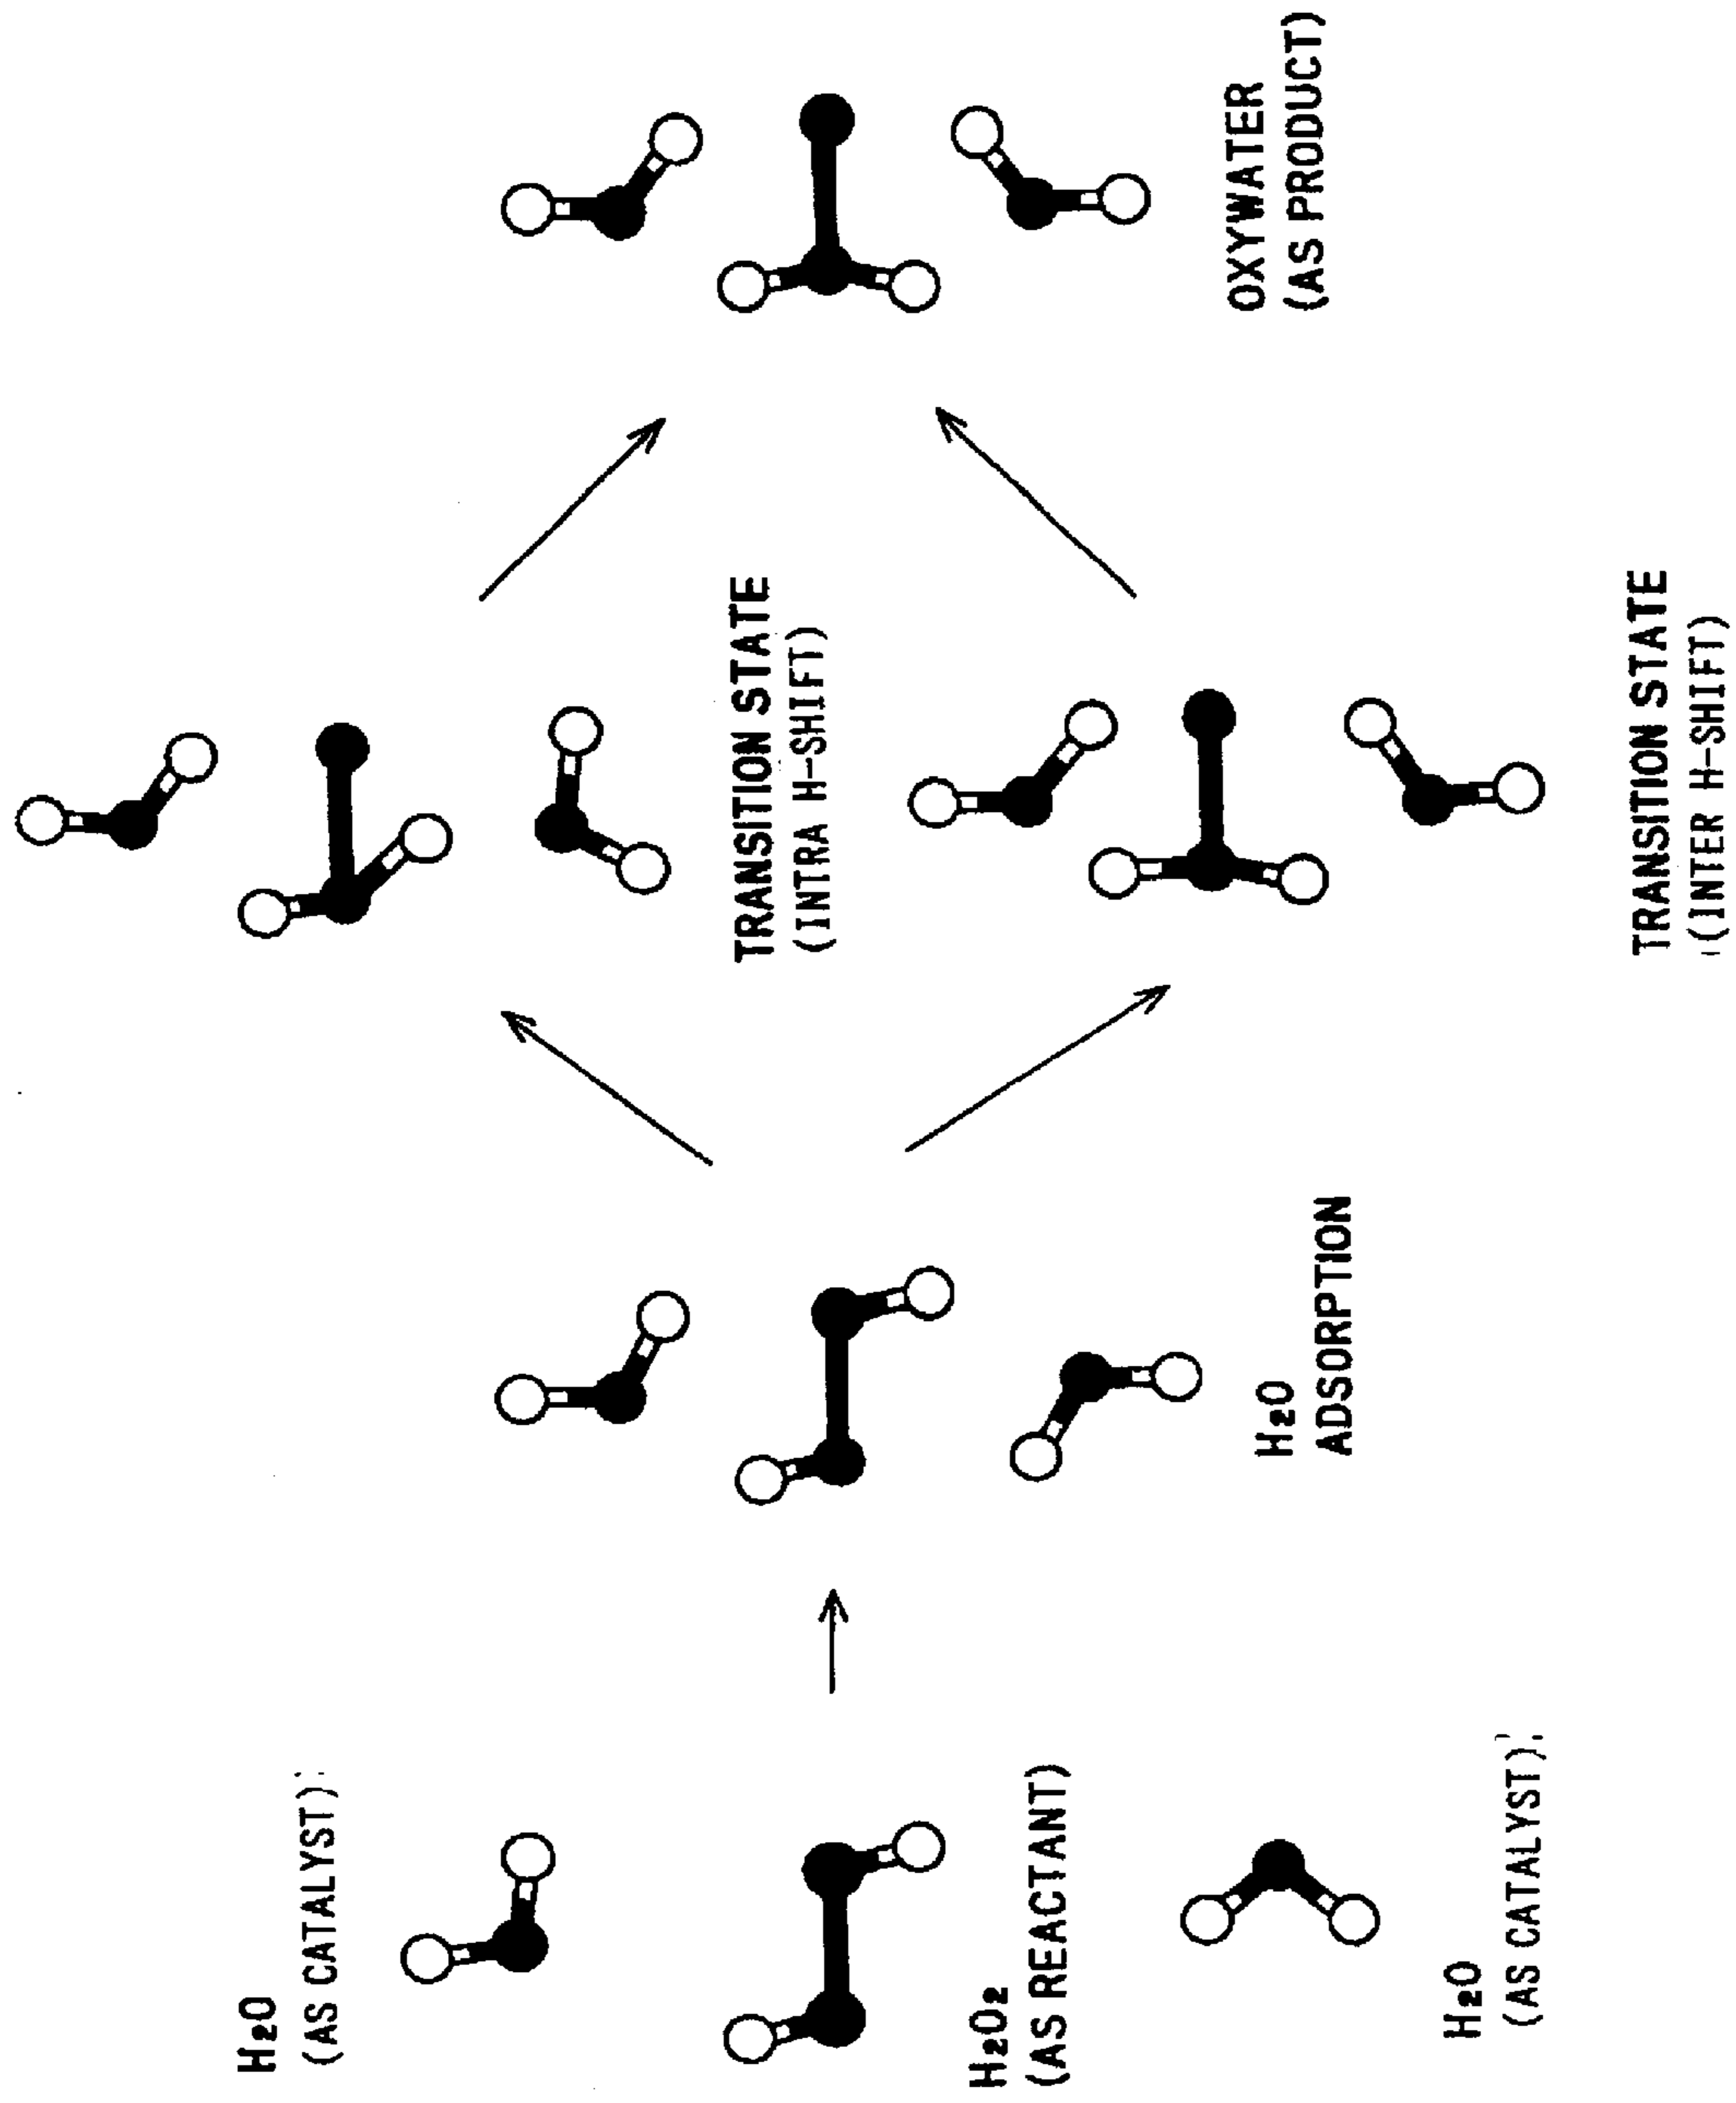 H₂O
(AS CATALYST)
H₂O₂
(AS REACTANT)
H₂O
(AS CATALYST)
H₂O
ADSORPTION
TRANSITION STATE
(INTRA H-SHIFT)
TRANSITION STATE
(INTER H-SHIFT)
OXYWATER
(AS PRODUCT)